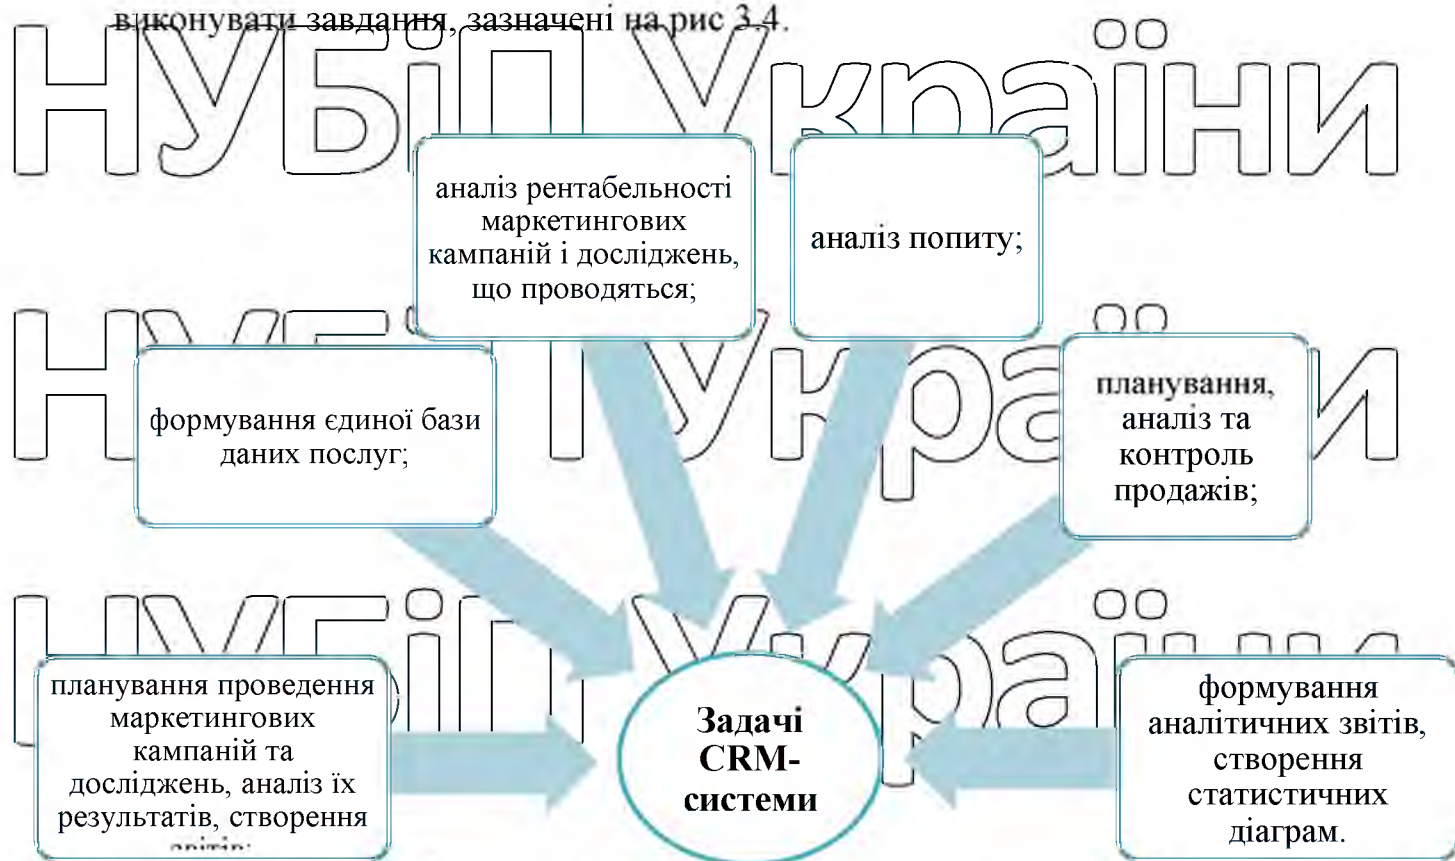 виконувати завдання, зазначені на рис 3.4.
НУБіП України
аналіз рентабельності
маркетингових
кампаній і досліджень,
що проводяться;
аналіз попиту;
НУБіП України
формування єдиної бази
даних послуг;
планування,
аналіз та
контроль
продажів;
НУБіП України
планування проведення
маркетингових
кампаній та
досліджень, аналіз їх
результатів, створення
звітів;
Задачі
CRM-
системи
формування
аналітичних звітів,
створення
статистичних
діаграм.